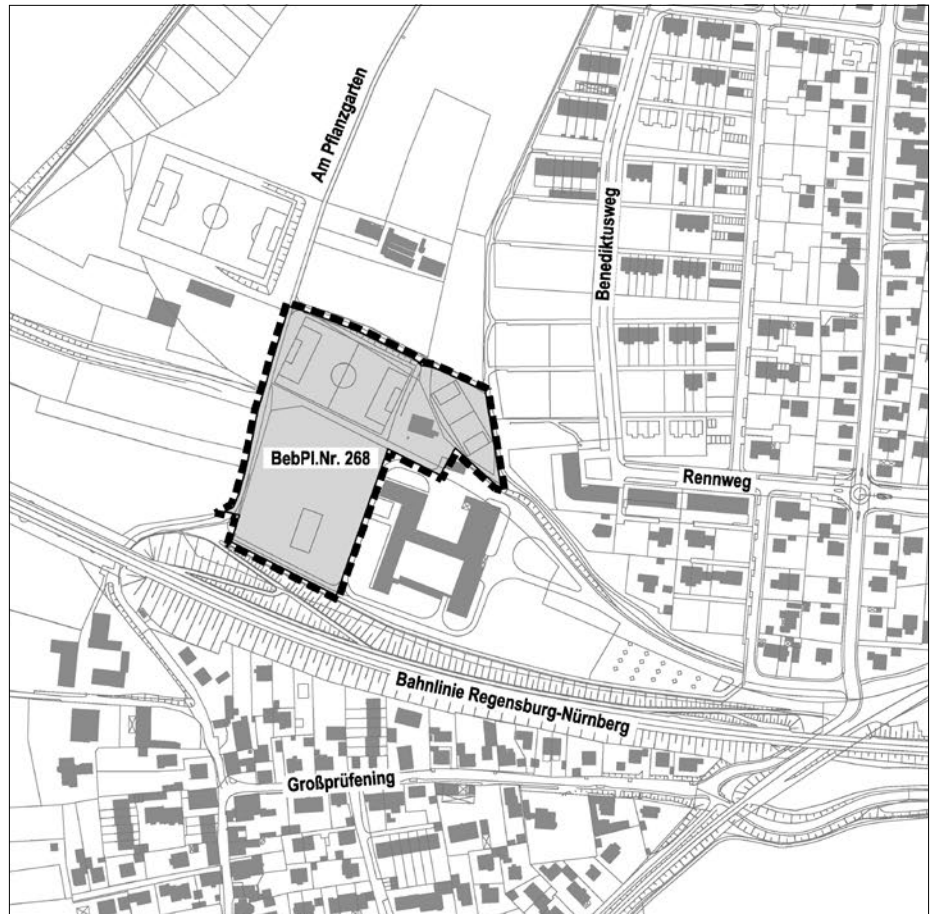 Am Pflanzgarten
Benediktusweg
BebPl.Nr. 268
Rennweg
Bahnlinie Regensburg-Nürnberg
Großprüfening